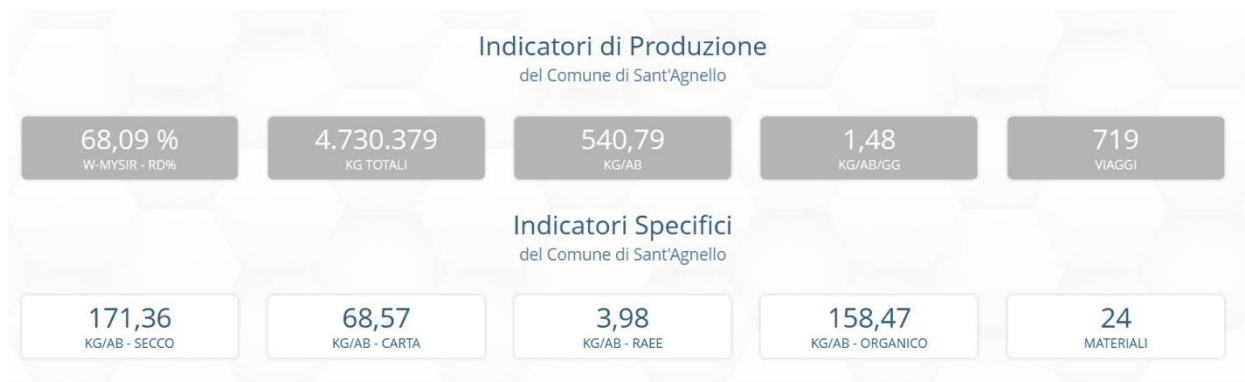 Indicatori di Produzione
del Comune di Sant'Agnello
68,09 %
W-MYSIR - RD%
4.730.379
KG TOTALI
540,79
KG/AB
1,48
KG/AB/GG
719
VIAGGI
Indicatori Specifici
del Comune di Sant'Agnello
171,36
KG/AB - SECCO
68,57
KG/AB - CARTA
3,98
KG/AB - RAEE
158,47
KG/AB - ORGANICO
24
MATERIALI